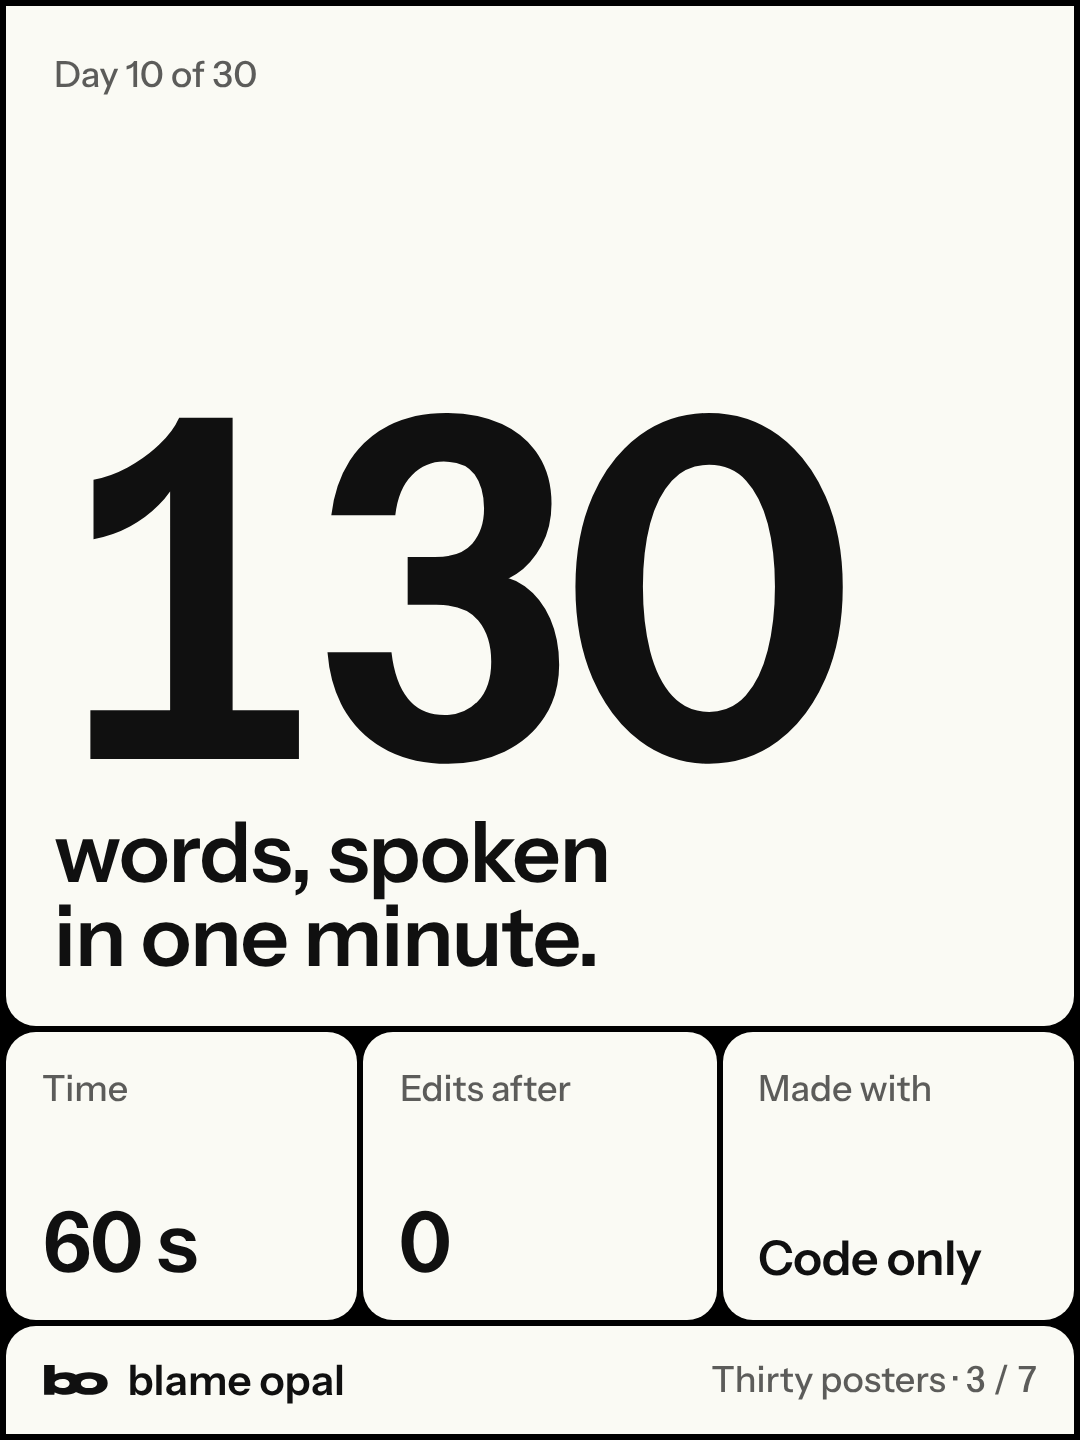 Day 10 of 30
130
words, spoken
in one minute.
Time
60 s
Edits after
0
Made with
Code only
bo blame opal
Thirty posters · 3 / 7